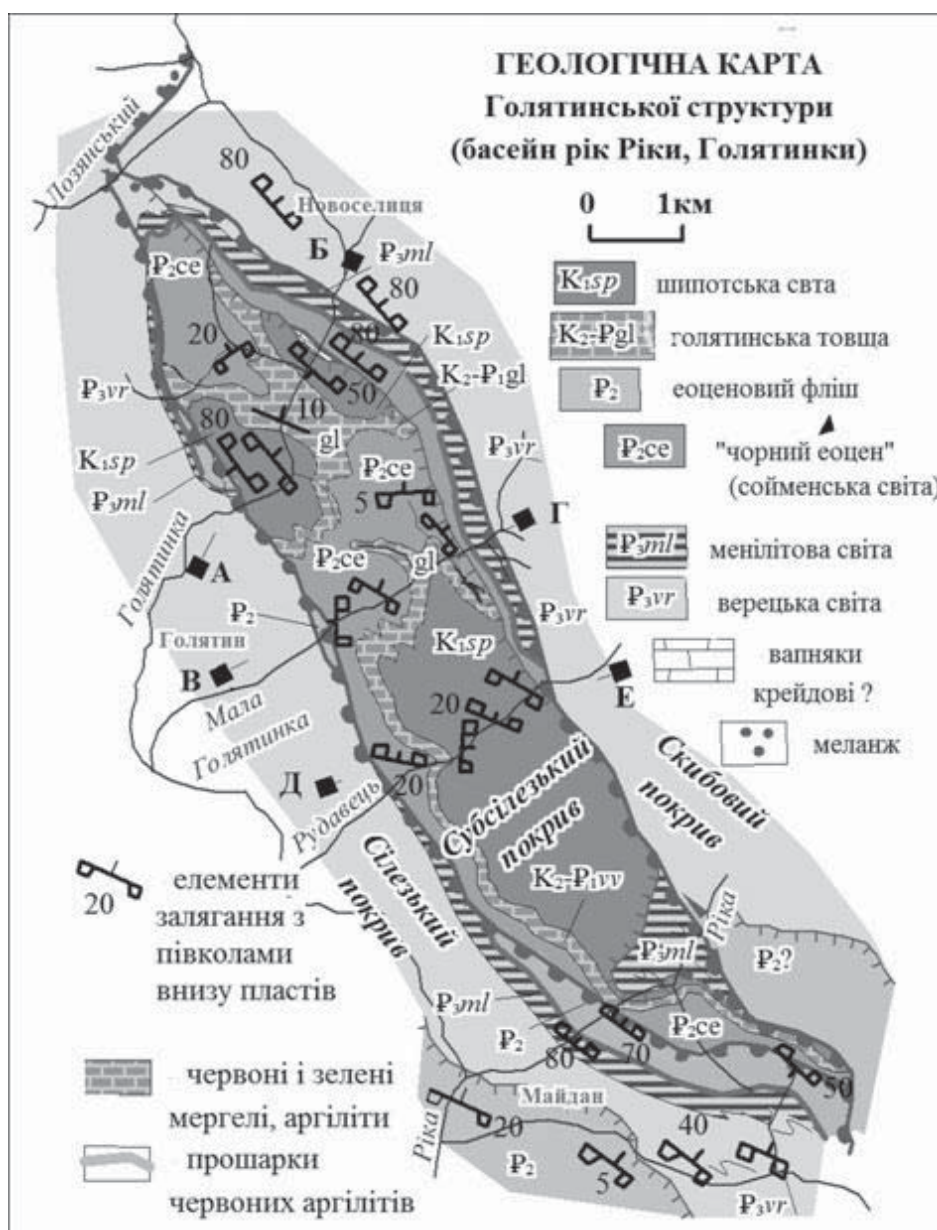 ГЕОЛОГІЧНА КАРТА
Голятинської структури
(басейн рік Ріки, Голятинки)
0 1км
K₁sp шипотська свта
K₂-₽gl голятинська товща
₽₂ еоценовий фліш
₽₂ce "чорний еоцен"
(сойменська світа)
₽₃ml менілітова світа
₽₃vr верецька світа
вапняки
крейдові ?
меланж
Лозянський
80
Новоселиця
Б
₽₃ml
₽₂ce
80
20
80
K₁sp
₽₃vr
50
K₂-₽₁gl
10
80
gl
K₁sp
₽₂ce
₽₃vr
₽₃ml
5
Г
Голятинка
₽₂ce
gl
А
₽₂
₽₃vr
Голятин
K₁sp
В
Е
Мала
Голятинка
20
Д
20
Рудавець
Субсілезький
покрив
Скибовий
покрив
Сілезький
покрив
K₂-₽₁vv
20
елементи
залягання з
півколами
внизу пластів
Ріка
₽₃ml
₽₂?
₽₃ml
₽₂
₽₂ce
80
70
50
Майдан
20
40
Ріка
₽₂
5
₽₃vr
червоні і зелені
мергелі, аргіліти
прошарки
червоних аргілітів